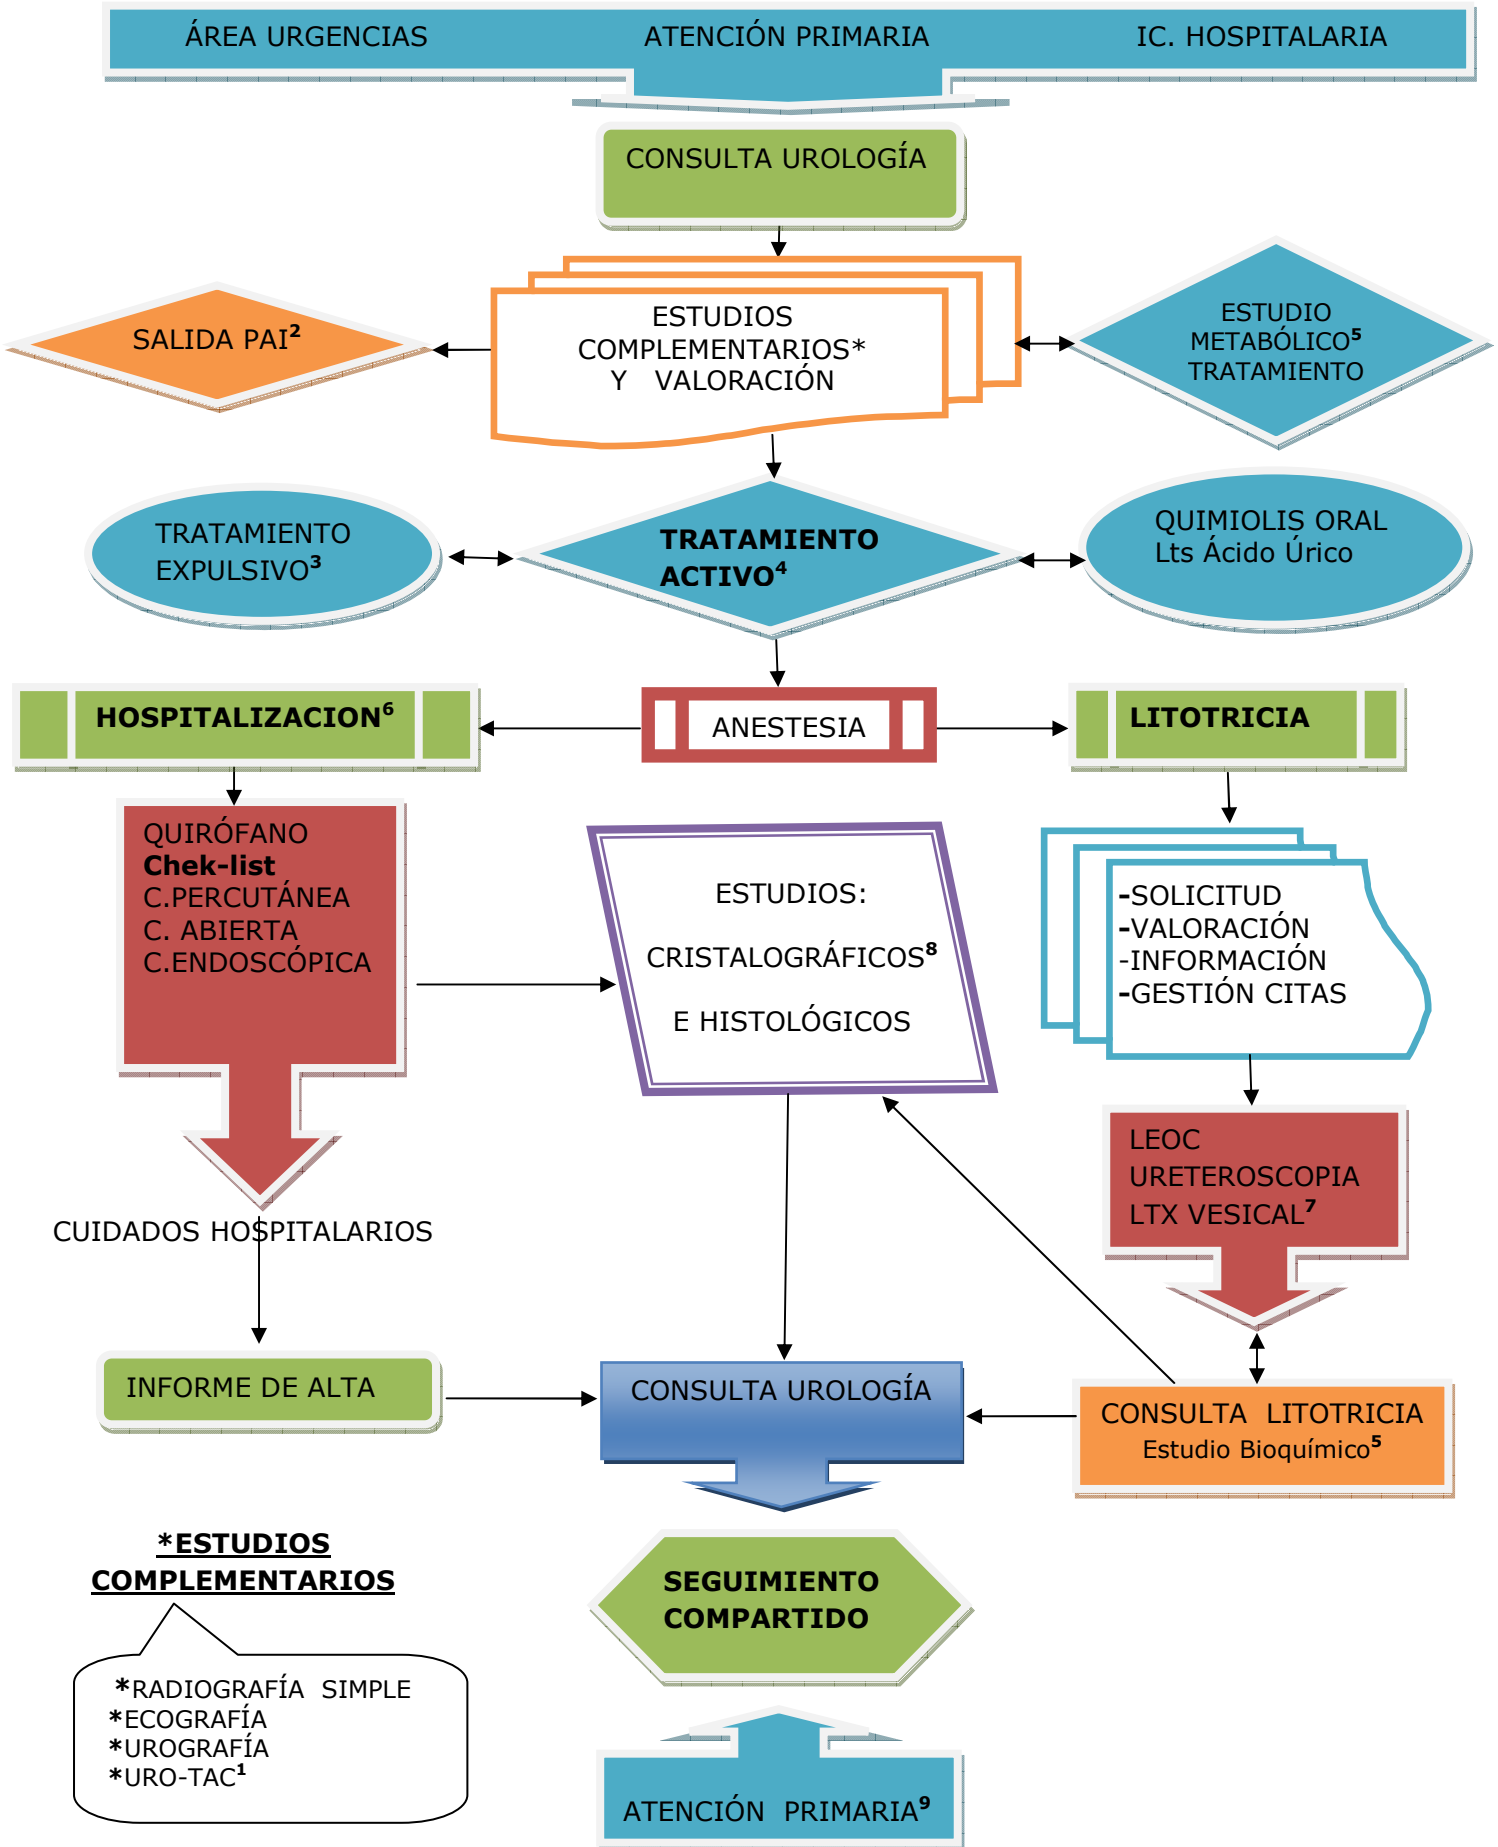 ÁREA URGENCIAS ATENCIÓN PRIMARIA IC. HOSPITALARIA
CONSULTA UROLOGÍA
SALIDA PAI²
ESTUDIOS
COMPLEMENTARIOS*
Y VALORACIÓN
ESTUDIO
METABÓLICO⁵
TRATAMIENTO
TRATAMIENTO
EXPULSIVO³
TRATAMIENTO
ACTIVO⁴
QUIMIOLIS ORAL
Lts Ácido Úrico
HOSPITALIZACION⁶
ANESTESIA
LITOTRICIA
QUIRÓFANO
Chek-list
C.PERCUTÁNEA
C. ABIERTA
C.ENDOSCÓPICA
ESTUDIOS:
CRISTALOGRÁFICOS⁸
E HISTOLÓGICOS
-SOLICITUD
-VALORACIÓN
-INFORMACIÓN
-GESTIÓN CITAS
LEOC
URETEROSCOPIA
LTX VESICAL⁷
CUIDADOS HOSPITALARIOS
INFORME DE ALTA
CONSULTA UROLOGÍA
CONSULTA LITOTRICIA
Estudio Bioquímico⁵
*ESTUDIOS
COMPLEMENTARIOS
*RADIOGRAFÍA SIMPLE
*ECOGRAFÍA
*UROGRAFÍA
*URO-TAC¹
SEGUIMIENTO
COMPARTIDO
ATENCIÓN PRIMARIA⁹